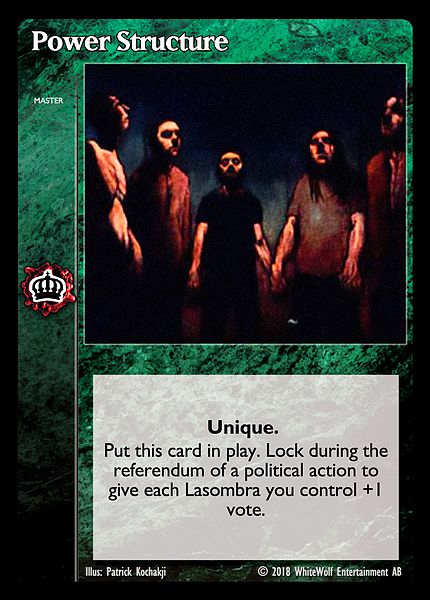 Power Structure
MASTER
Unique.
Put this card in play. Lock during the
referendum of a political action to
give each Lasombra you control +1
vote.
Illus: Patrick Kochakji
© 2018 WhiteWolf Entertainment AB